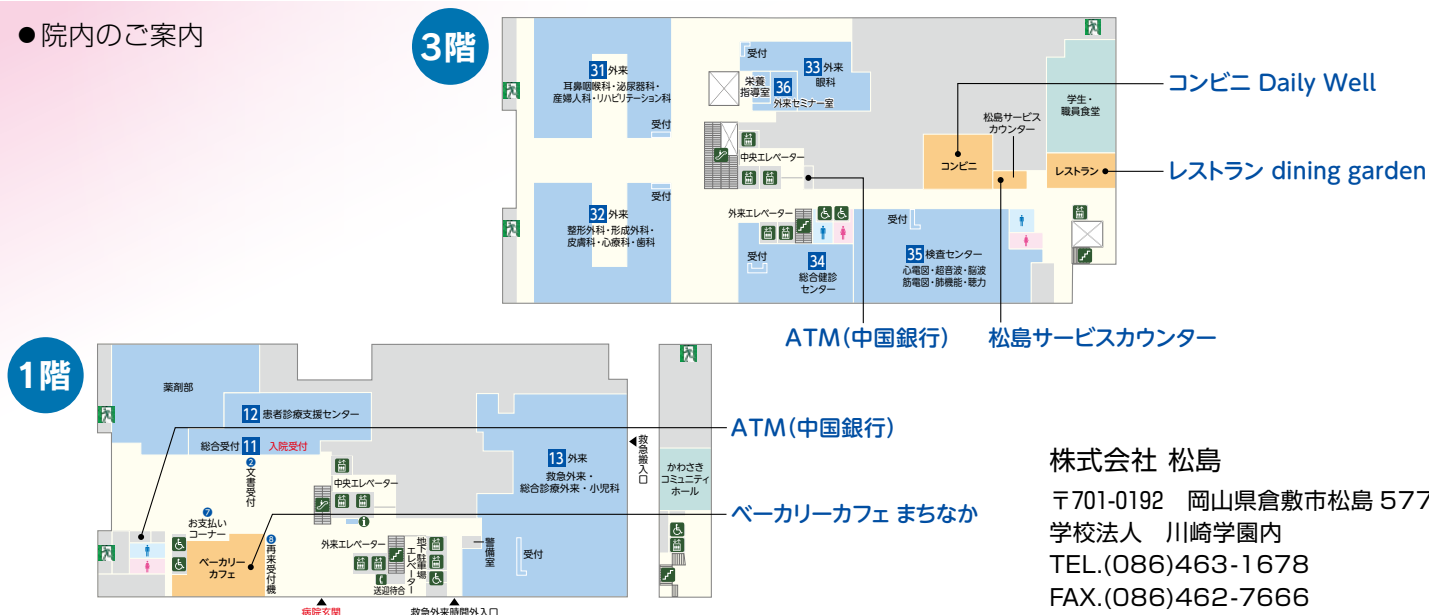 ●院内のご案内
3階
31 外来
耳鼻咽喉科・泌尿器科・
産婦人科・リハビリテーション科
受付
受付
33 外来
眼科
栄養
指導室
36
外来セミナー室
中央エレベーター
松島サービス
カウンター
コンビニ
学生・
職員食堂
レストラン
コンビニ Daily Well
レストラン dining garden
受付
32 外来
整形外科・形成外科・
皮膚科・心療科・歯科
外来エレベーター
受付
34
総合健診
センター
受付
35 検査センター
心電図・超音波・脳波
筋電図・肺機能・聴力
ATM(中国銀行)
松島サービスカウンター
1階
薬剤部
12 患者診療支援センター
総合受付 11 入院受付
2 文書受付
中央エレベーター
7
お支払い
コーナー
ベーカリー
カフェ
8 再来受付機
外来エレベーター
地下駐車場
エレベーター
送迎待合
警備室
受付
13 外来
救急外来・
総合診療外来・小児科
◀救急搬入口
かわさき
コミュニティ
ホール
▲
病院玄関
▲
救急外来時間外入口
ATM(中国銀行)
ベーカリーカフェ まちなか
株式会社 松島
〒701-0192 岡山県倉敷市松島 577
学校法人 川崎学園内
TEL.(086)463-1678
FAX.(086)462-7666